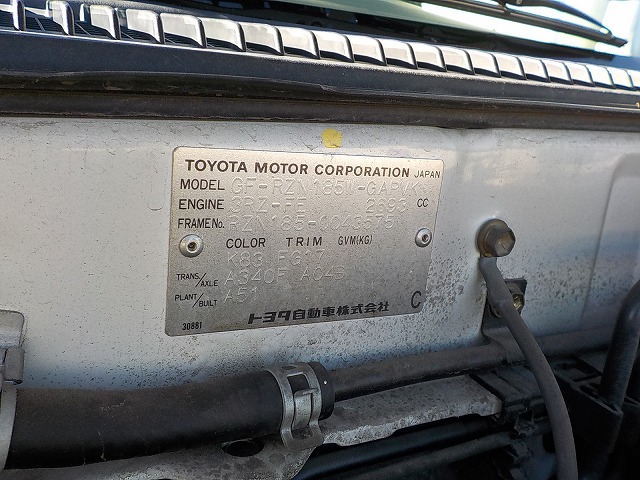 TOYOTA MOTOR CORPORATION JAPAN
MODEL GF-RZN185W-GAPVK
ENGINE 3RZ-FE 2693 CC
FRAME No. RZN185-
COLOR TRIM GVM(KG)
K83 FG17
TRANS./AXLE A340F A04B
PLANT/BUILT A51
C
30881
トヨタ自動車株式会社